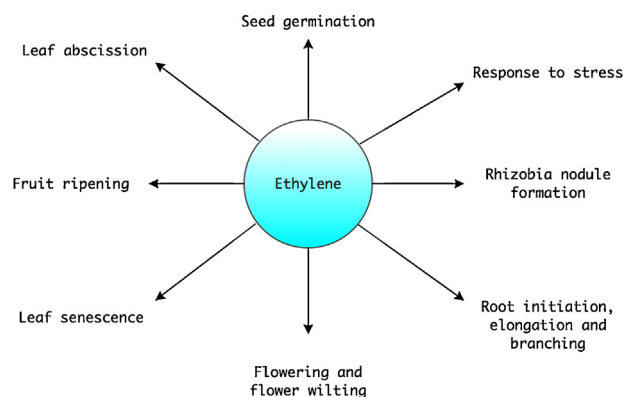 Seed germination
Leaf abscission
Response to stress
Fruit ripening
Ethylene
Rhizobia nodule
formation
Leaf senescence
Root initiation,
elongation and
branching
Flowering and
flower wilting